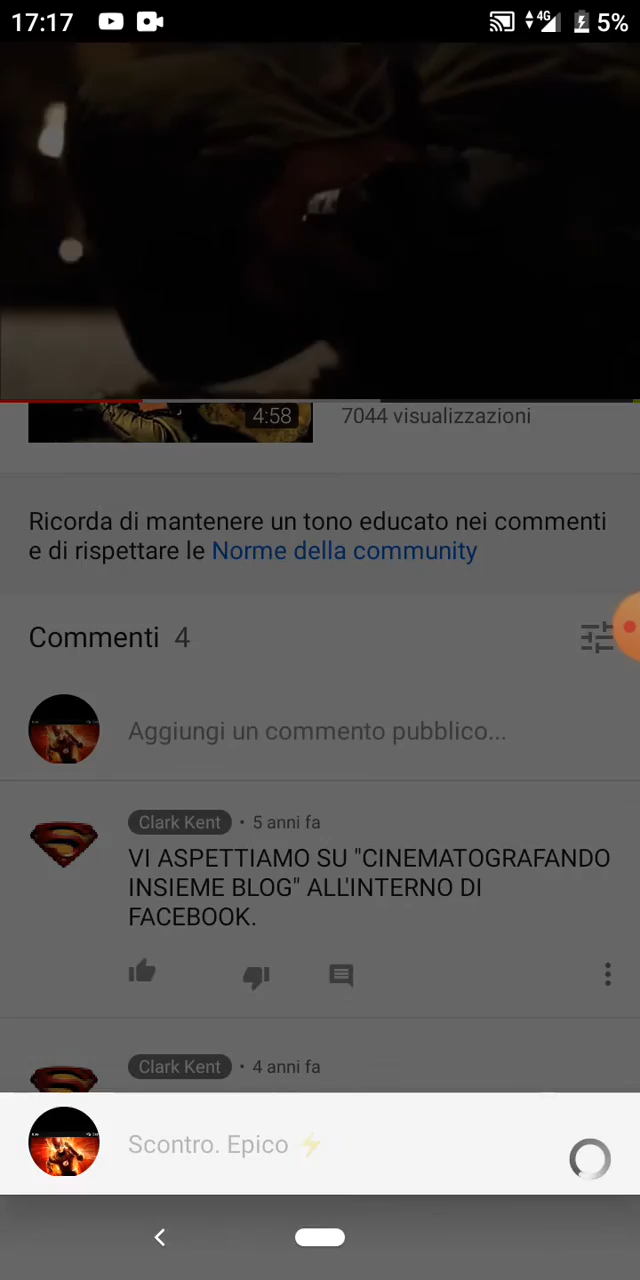 17:17
4G
5%
4:58
7044 visualizzazioni
Ricorda di mantenere un tono educato nei commenti
e di rispettare le Norme della community
Commenti 4
Aggiungi un commento pubblico...
Clark Kent • 5 anni fa
VI ASPETTIAMO SU "CINEMATOGRAFANDO
INSIEME BLOG" ALL'INTERNO DI
FACEBOOK.
Clark Kent • 4 anni fa
Scontro. Epico ⚡